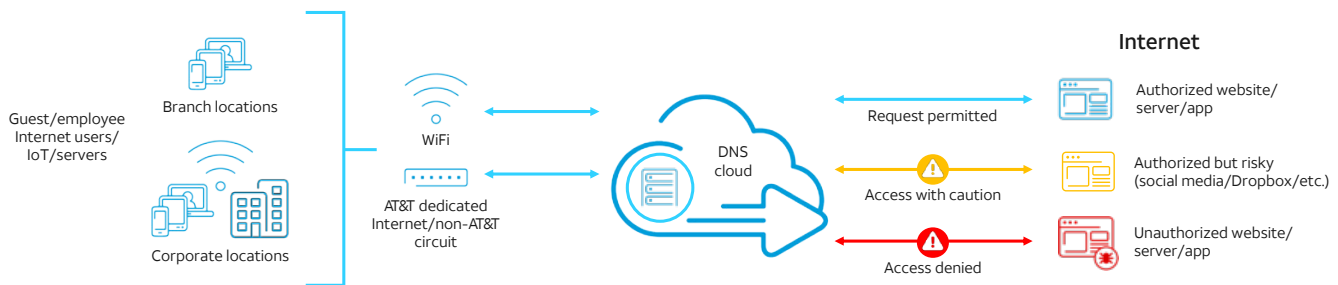 Guest/employee
Internet users/
IoT/servers
Branch locations
Corporate locations
WiFi
AT&T dedicated
Internet/non-AT&T
circuit
DNS
cloud
Request permitted
Access with caution
Access denied
Internet
Authorized website/
server/app
Authorized but risky
(social media/Dropbox/etc.)
Unauthorized website/
server/app